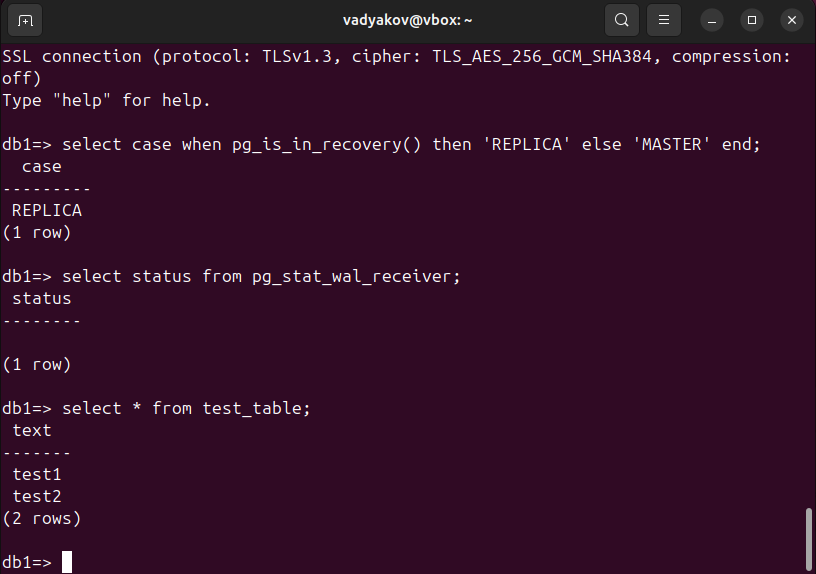 vadyakov@vbox: ~
SSL connection (protocol: TLSv1.3, cipher: TLS_AES_256_GCM_SHA384, compression:
off)
Type "help" for help.
db1=> select case when pg_is_in_recovery() then 'REPLICA' else 'MASTER' end;
case
---------
REPLICA
(1 row)
db1=> select status from pg_stat_wal_receiver;
status
--------
(1 row)
db1=> select * from test_table;
text
-------
test1
test2
(2 rows)
db1=>